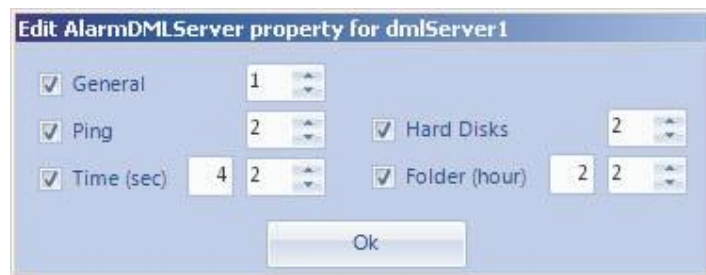 Edit AlarmDMLServer property for dmlServer1
General 1
Ping 2 Hard Disks 2
Time (sec) 4 2 Folder (hour) 2 2
Ok